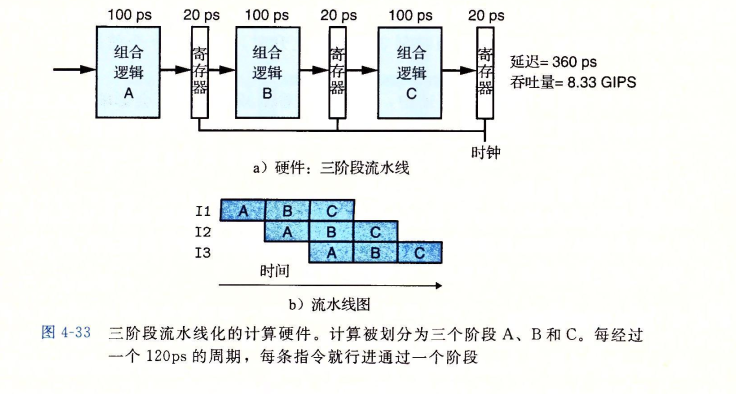 100 ps 20 ps 100 ps 20 ps 100 ps 20 ps
组合逻辑 A
寄存器
组合逻辑 B
寄存器
组合逻辑 C
寄存器
延迟= 360 ps
吞吐量= 8.33 GIPS
时钟
a）硬件：三阶段流水线
I1 A B C
I2 A B C
I3 A B C
时间
b）流水线图
图 4-33 三阶段流水线化的计算硬件。计算被划分为三个阶段 A、B 和 C。每经过
一个 120ps 的周期，每条指令就行进通过一个阶段